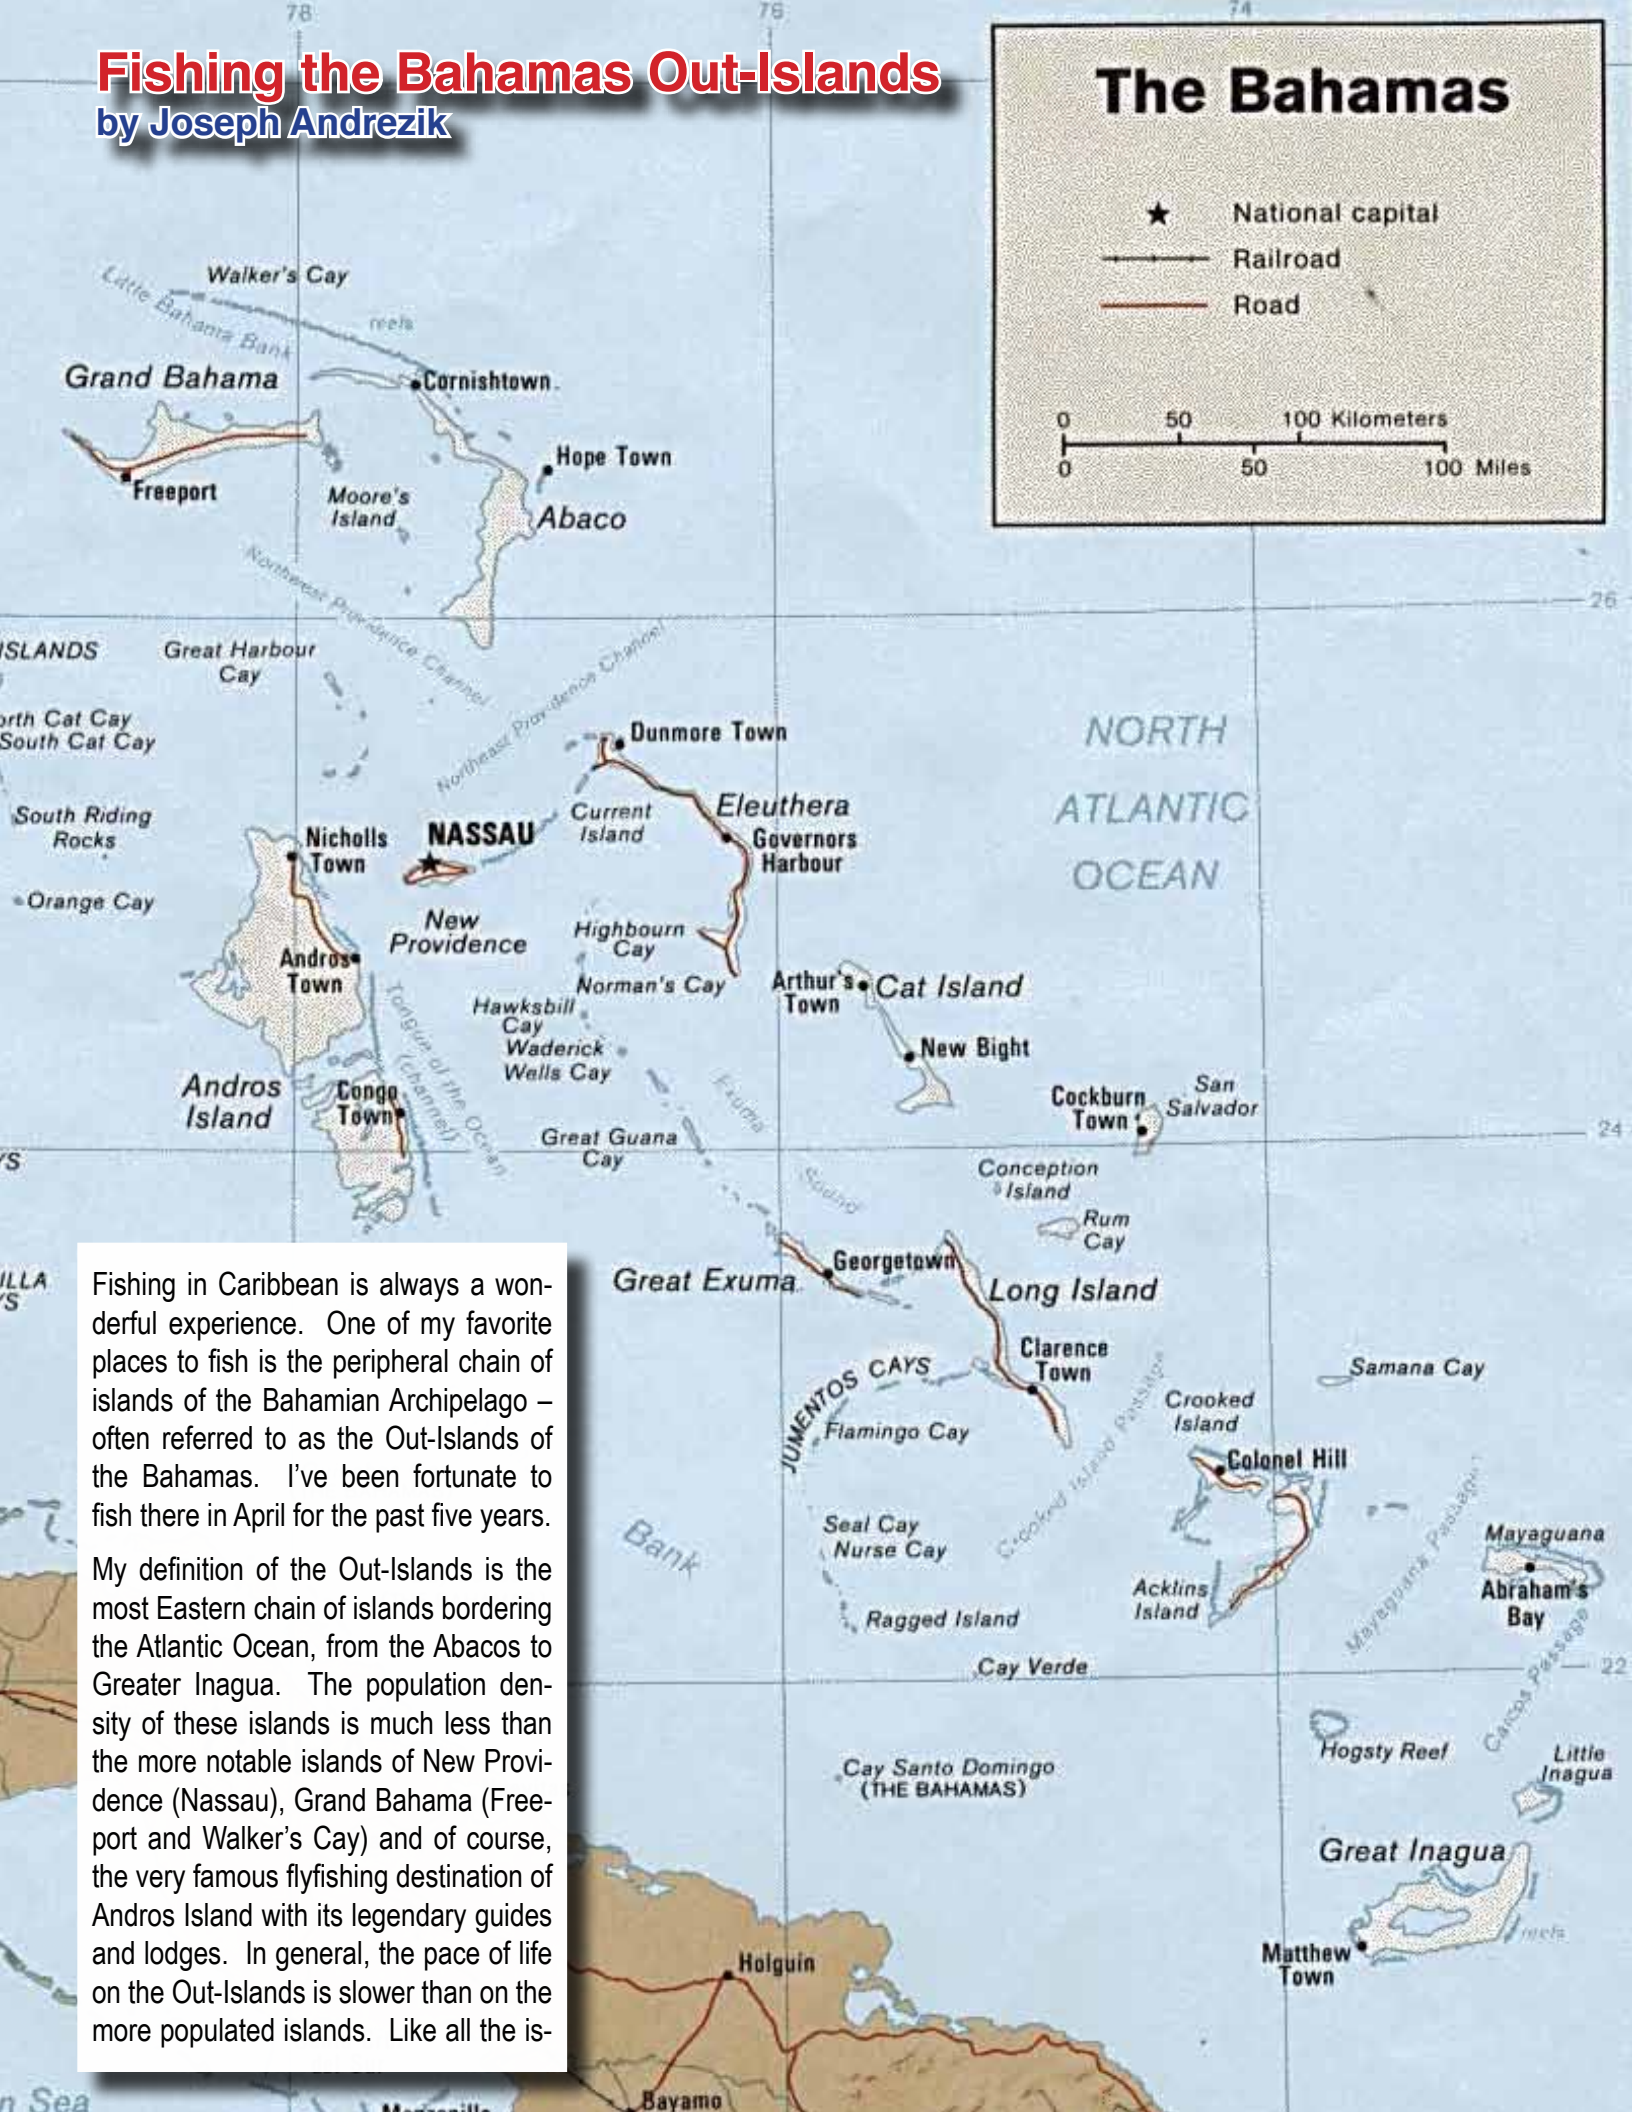 78
76
74
Fishing the Bahamas Out-Islands
by Joseph Andrezik
The Bahamas
National capital
Railroad
Road
0 50 100 Kilometers
0 50 100 Miles
Walker's Cay
Little Bahama Bank
reefs
Grand Bahama
Cornishtown
Freeport
Hope Town
Moore's
Island
Abaco
Northwest Providence Channel
Northeast Providence Channel
26
ISLANDS
Great Harbour
Cay
orth Cat Cay
South Cat Cay
Dunmore Town
NORTH
ATLANTIC
OCEAN
South Riding
Rocks
Nicholls
Town
NASSAU
Current
Island
Eleuthera
Governors
Harbour
Orange Cay
New
Providence
Highbourn
Cay
Andros
Town
Norman's Cay
Arthur's
Town
Cat Island
Tongue of the Ocean
(channel)
Hawksbill
Cay
Waderick
Wells Cay
New Bight
Andros
Island
Congo
Town
Exuma
Sound
Cockburn
Town
San
Salvador
24
Great Guana
Cay
YS
Conception
Island
Rum
Cay
ILLA
YS
Great Exuma
Georgetown
Long Island
Clarence
Town
JUMENTOS CAYS
Flamingo Cay
Samana Cay
Crooked
Island
Crooked Island Passage
Colonel Hill
Bank
Seal Cay
Nurse Cay
Mayaguana
Mayaguana Passage
Abraham's
Bay
Acklins
Island
Ragged Island
Cay Verde
22
Caicos Passage
Hogsty Reef
Little
Inagua
Cay Santo Domingo
(THE BAHAMAS)
Great Inagua
reefs
Matthew
Town
Holguin
Bayamo
Manzanillo
n Sea
Fishing in Caribbean is always a won-
derful experience. One of my favorite
places to fish is the peripheral chain of
islands of the Bahamian Archipelago –
often referred to as the Out-Islands of
the Bahamas. I've been fortunate to
fish there in April for the past five years.
My definition of the Out-Islands is the
most Eastern chain of islands bordering
the Atlantic Ocean, from the Abacos to
Greater Inagua. The population den-
sity of these islands is much less than
the more notable islands of New Provi-
dence (Nassau), Grand Bahama (Free-
port and Walker's Cay) and of course,
the very famous flyfishing destination of
Andros Island with its legendary guides
and lodges. In general, the pace of life
on the Out-Islands is slower than on the
more populated islands. Like all the is-